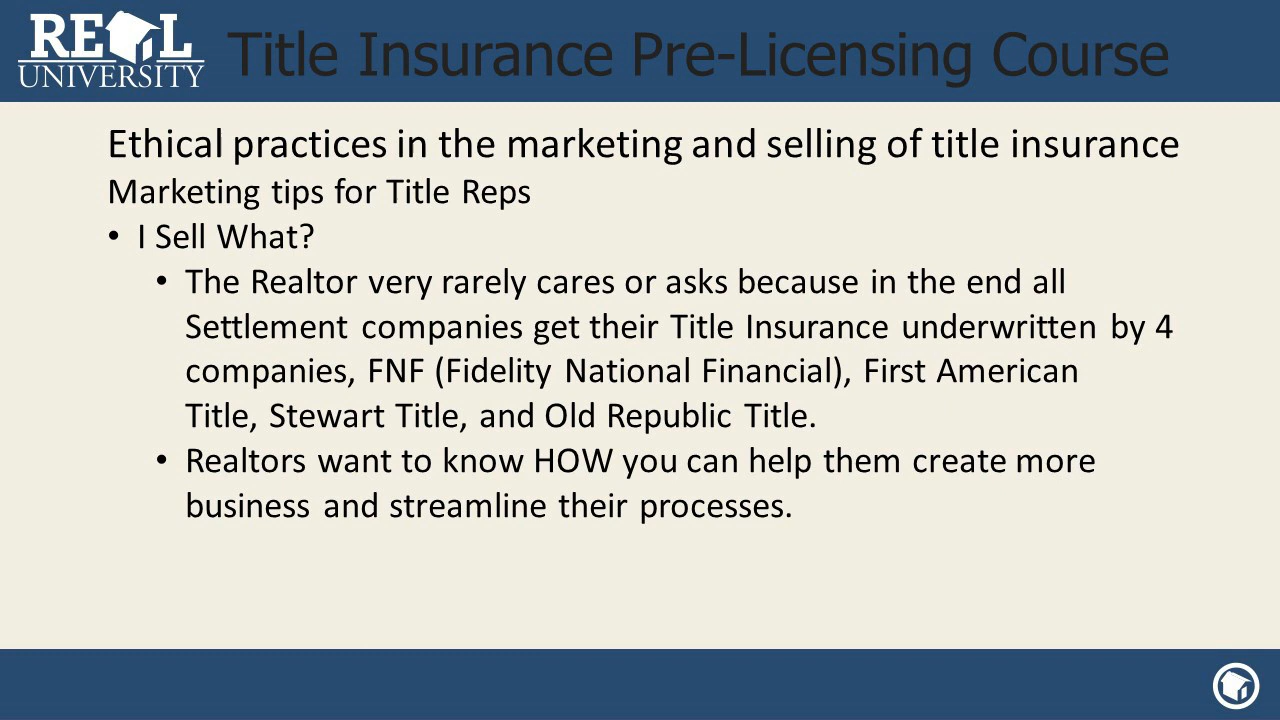 REAL
UNIVERSITY
Title Insurance Pre-Licensing Course
Ethical practices in the marketing and selling of title insurance
Marketing tips for Title Reps
• I Sell What?
• The Realtor very rarely cares or asks because in the end all
Settlement companies get their Title Insurance underwritten by 4
companies, FNF (Fidelity National Financial), First American
Title, Stewart Title, and Old Republic Title.
• Realtors want to know HOW you can help them create more
business and streamline their processes.